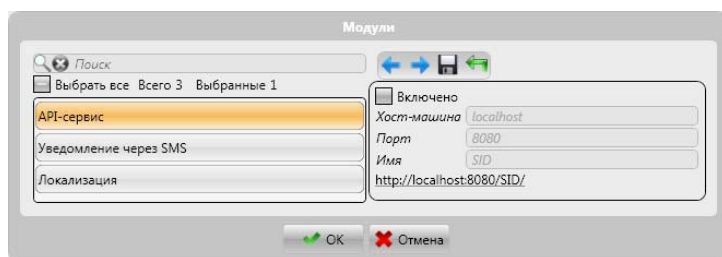 Модули
Поиск
Выбрать все Всего 3 Выбранные 1
API-сервис
Уведомление через SMS
Локализация
Включено
Хост-машина localhost
Порт 8080
Имя SID
http://localhost:8080/SID/
OK Отмена